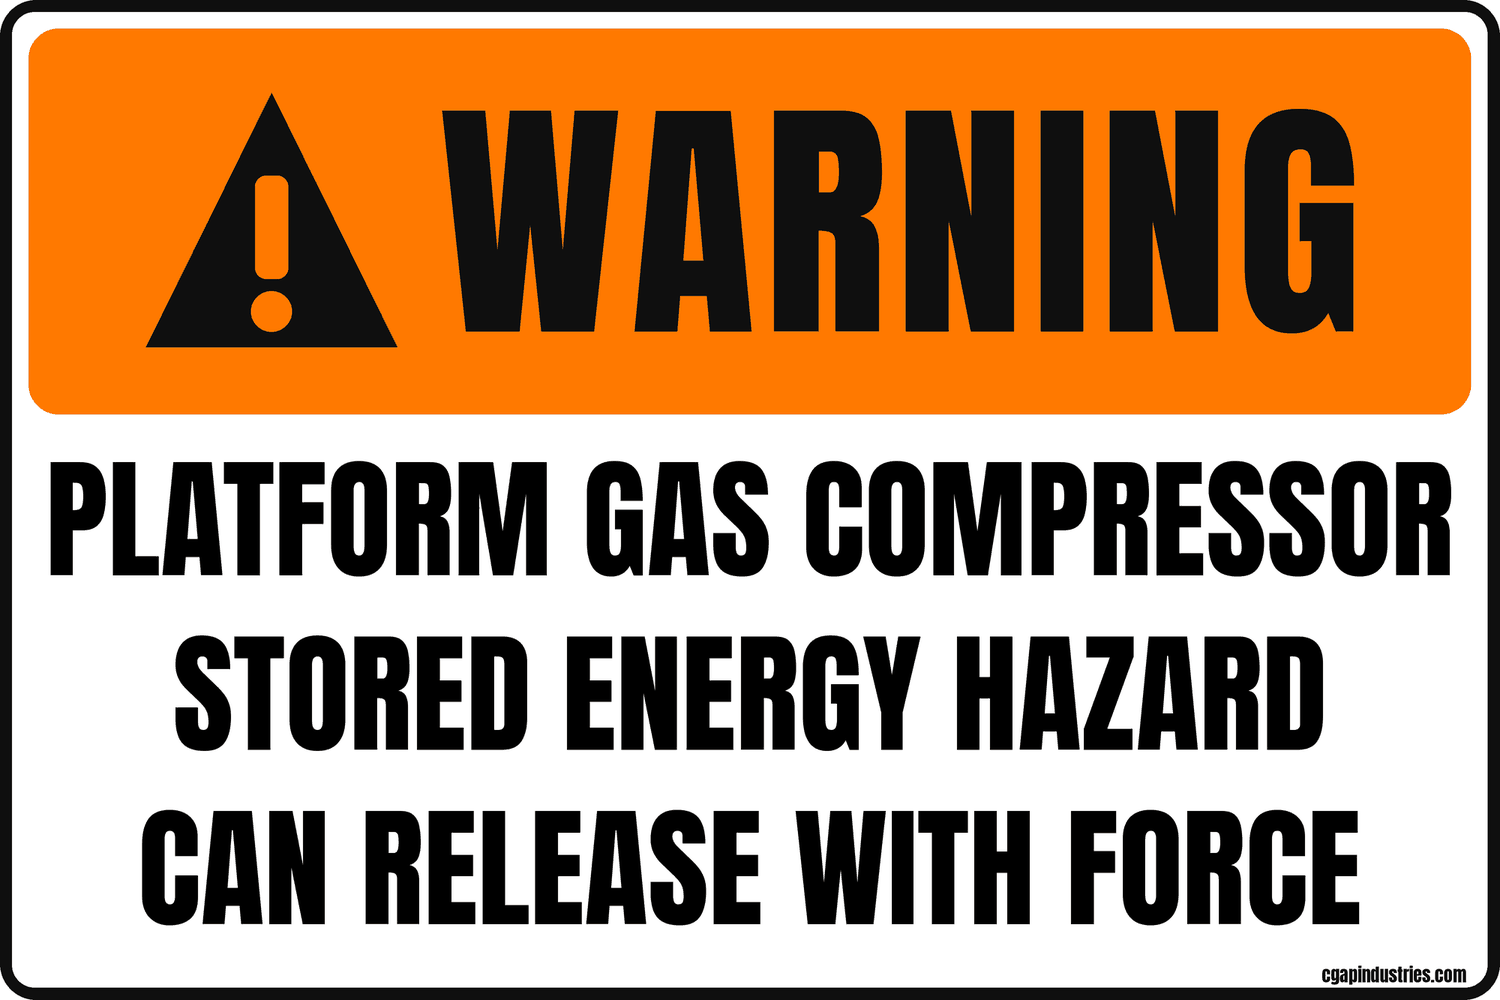 WARNING
PLATFORM GAS COMPRESSOR
STORED ENERGY HAZARD
CAN RELEASE WITH FORCE
cgapindustries.com